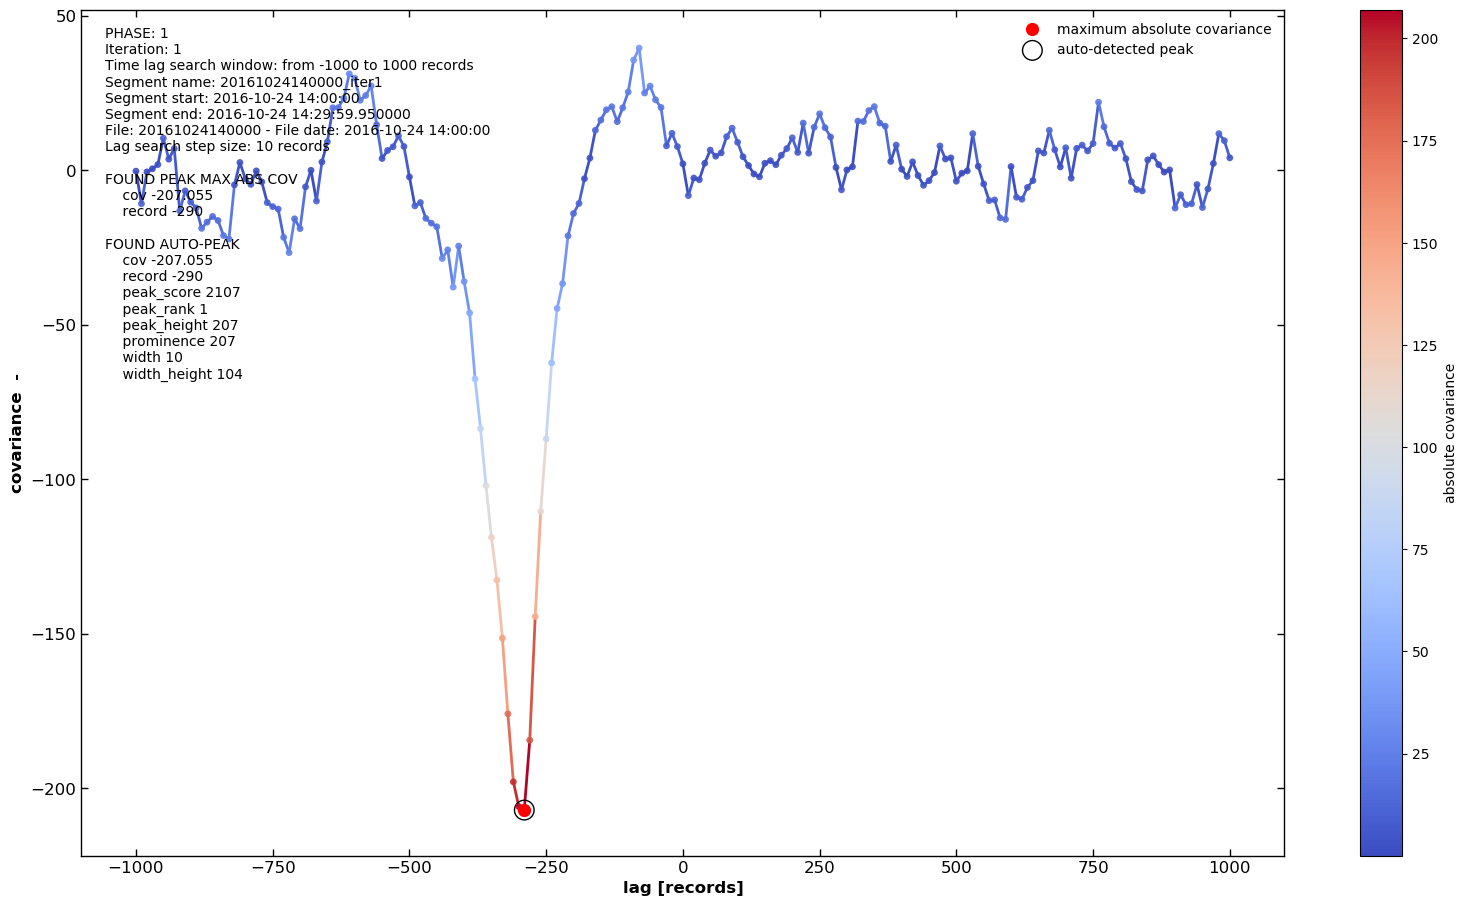 PHASE: 1
Iteration: 1
Time lag search window: from -1000 to 1000 records
Segment name: 20161024140000_iter1
Segment start: 2016-10-24 14:00:00
Segment end: 2016-10-24 14:29:59.950000
File: 20161024140000 - File date: 2016-10-24 14:00:00
Lag search step size: 10 records
FOUND PEAK MAX ABS COV
cov -207.055
record -290
FOUND AUTO-PEAK
cov -207.055
record -290
peak_score 2107
peak_rank 1
peak_height 207
prominence 207
width 10
width_height 104
maximum absolute covariance
auto-detected peak
50
0
−50
−100
−150
−200
covariance -
−1000
−750
−500
−250
0
250
500
750
1000
lag [records]
200
175
150
125
100
75
50
25
absolute covariance